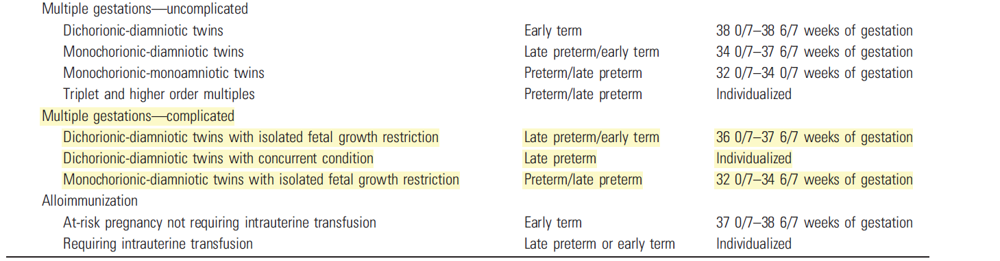 Multiple gestations—uncomplicated
Dichorionic-diamniotic twins Early term 38 0/7–38 6/7 weeks of gestation
Monochorionic-diamniotic twins Late preterm/early term 34 0/7–37 6/7 weeks of gestation
Monochorionic-monoamniotic twins Preterm/late preterm 32 0/7–34 0/7 weeks of gestation
Triplet and higher order multiples Preterm/late preterm Individualized
Multiple gestations—complicated
Dichorionic-diamniotic twins with isolated fetal growth restriction Late preterm/early term 36 0/7–37 6/7 weeks of gestation
Dichorionic-diamniotic twins with concurrent condition Late preterm Individualized
Monochorionic-diamniotic twins with isolated fetal growth restriction Preterm/late preterm 32 0/7–34 6/7 weeks of gestation
Alloimmunization
At-risk pregnancy not requiring intrauterine transfusion Early term 37 0/7–38 6/7 weeks of gestation
Requiring intrauterine transfusion Late preterm or early term Individualized